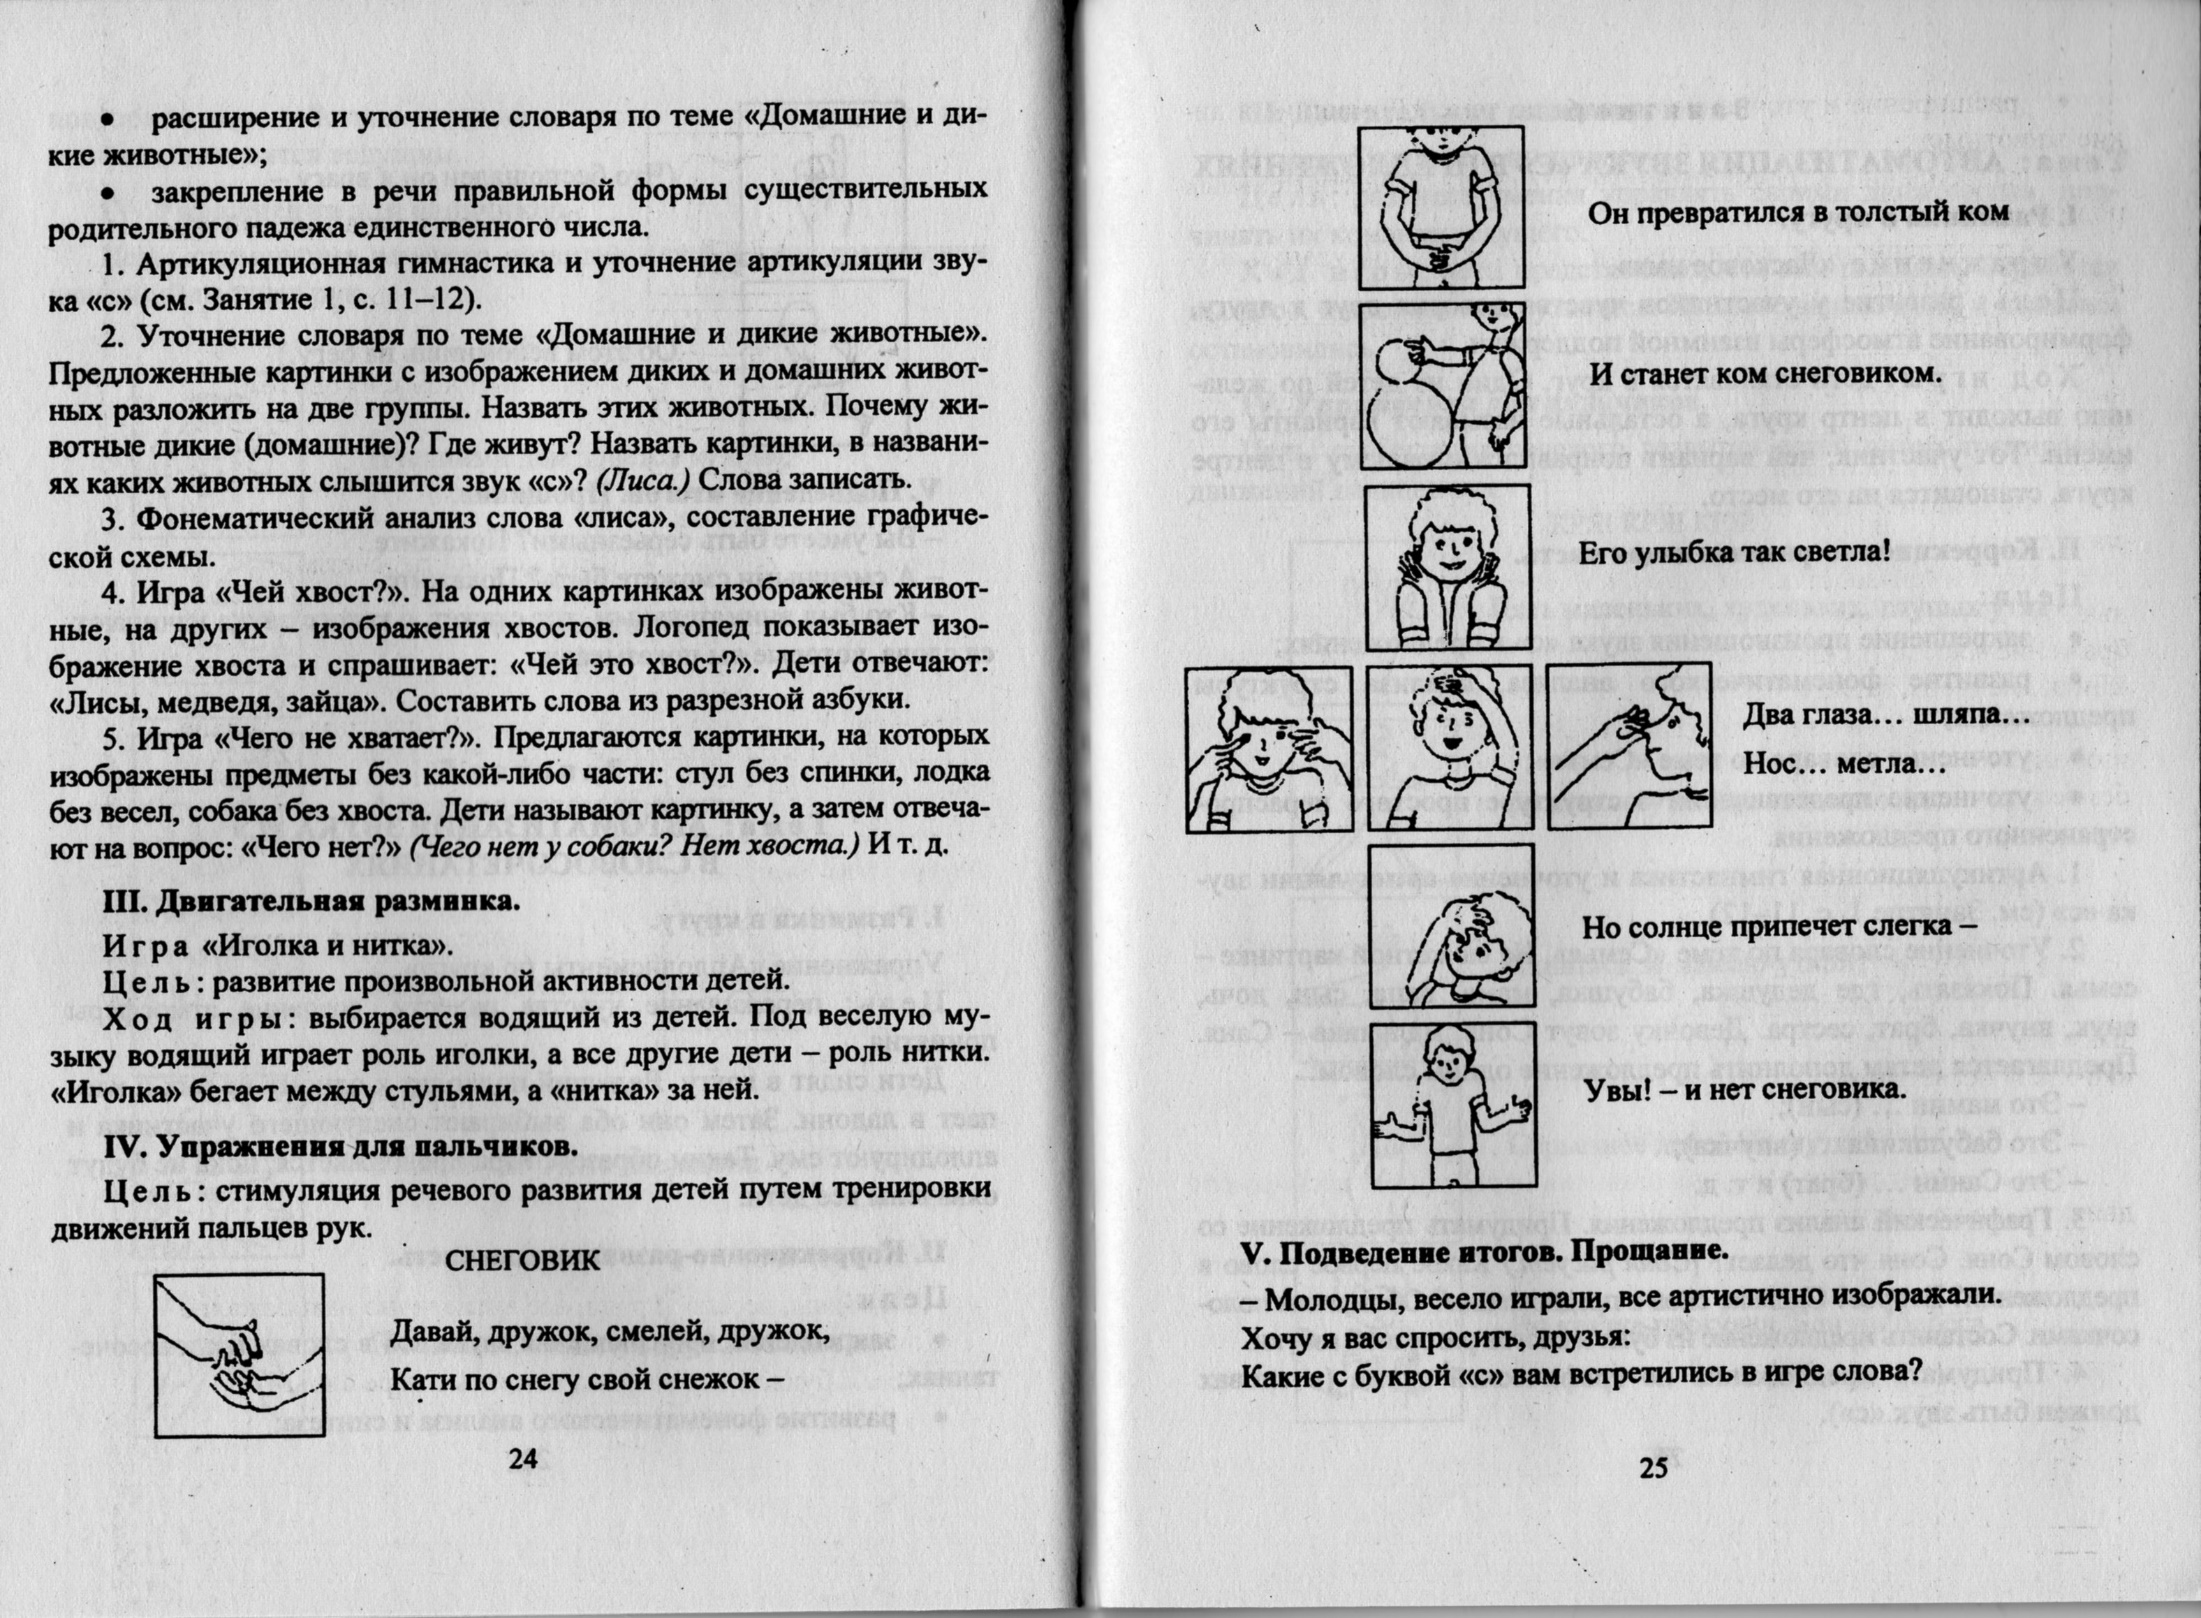 • расширение и уточнение словаря по теме «Домашние и ди-
кие животные»;
• закрепление в речи правильной формы существительных
родительного падежа единственного числа.
1. Артикуляционная гимнастика и уточнение артикуляции зву-
ка «с» (см. Занятие 1, с. 11–12).
2. Уточнение словаря по теме «Домашние и дикие животные».
Предложенные картинки с изображением диких и домашних живот-
ных разложить на две группы. Назвать этих животных. Почему жи-
вотные дикие (домашние)? Где живут? Назвать картинки, в названи-
ях каких животных слышится звук «с»? (Лиса.) Слова записать.
3. Фонематический анализ слова «лиса», составление графиче-
ской схемы.
4. Игра «Чей хвост?». На одних картинках изображены живот-
ные, на других – изображения хвостов. Логопед показывает изо-
бражение хвоста и спрашивает: «Чей это хвост?». Дети отвечают:
«Лисы, медведя, зайца». Составить слова из разрезной азбуки.
5. Игра «Чего не хватает?». Предлагаются картинки, на которых
изображены предметы без какой-либо части: стул без спинки, лодка
без весел, собака без хвоста. Дети называют картинку, а затем отвеча-
ют на вопрос: «Чего нет?» (Чего нет у собаки? Нет хвоста.) И т. д.
III. Двигательная разминка.
Игра «Иголка и нитка».
Цель: развитие произвольной активности детей.
Ход игры: выбирается водящий из детей. Под веселую му-
зыку водящий играет роль иголки, а все другие дети – роль нитки.
«Иголка» бегает между стульями, а «нитка» за ней.
IV. Упражнения для пальчиков.
Цель: стимуляция речевого развития детей путем тренировки
движений пальцев рук.
СНЕГОВИК
Давай, дружок, смелей, дружок,
Кати по снегу свой снежок –
24
Он превратился в толстый ком
И станет ком снеговиком.
Его улыбка так светла!
Два глаза... шляпа...
Нос... метла...
Но солнце припечет слегка –
Увы! – и нет снеговика.
V. Подведение итогов. Прощание.
– Молодцы, весело играли, все артистично изображали.
Хочу я вас спросить, друзья:
Какие с буквой «с» вам встретились в игре слова?
25